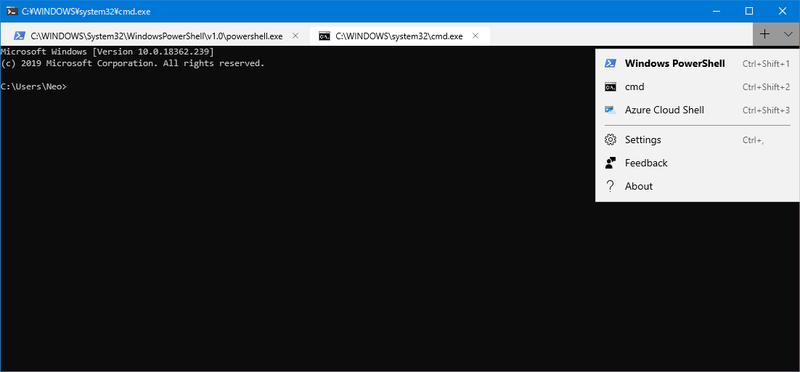 C:¥WINDOWS¥system32¥cmd.exe
C:\WINDOWS\System32\WindowsPowerShell\v1.0\powershell.exe
C:\WINDOWS\system32\cmd.exe
Microsoft Windows [Version 10.0.18362.239]
(c) 2019 Microsoft Corporation. All rights reserved.
C:\Users\Neo>
Windows PowerShell Ctrl+Shift+1
cmd Ctrl+Shift+2
Azure Cloud Shell Ctrl+Shift+3
Settings Ctrl+,
Feedback
About